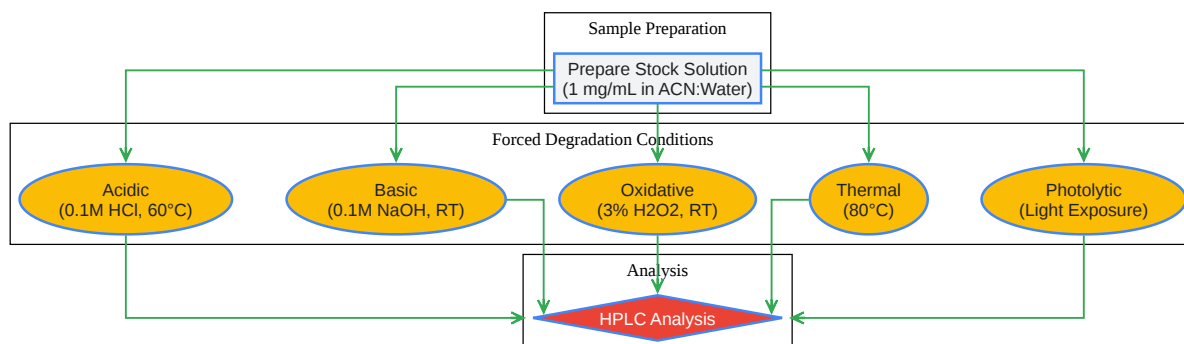 Sample Preparation
Prepare Stock Solution
(1 mg/mL in ACN:Water)
Forced Degradation Conditions
Acidic
(0.1M HCl, 60°C)
Basic
(0.1M NaOH, RT)
Oxidative
(3% H2O2, RT)
Thermal
(80°C)
Photolytic
(Light Exposure)
Analysis
HPLC Analysis